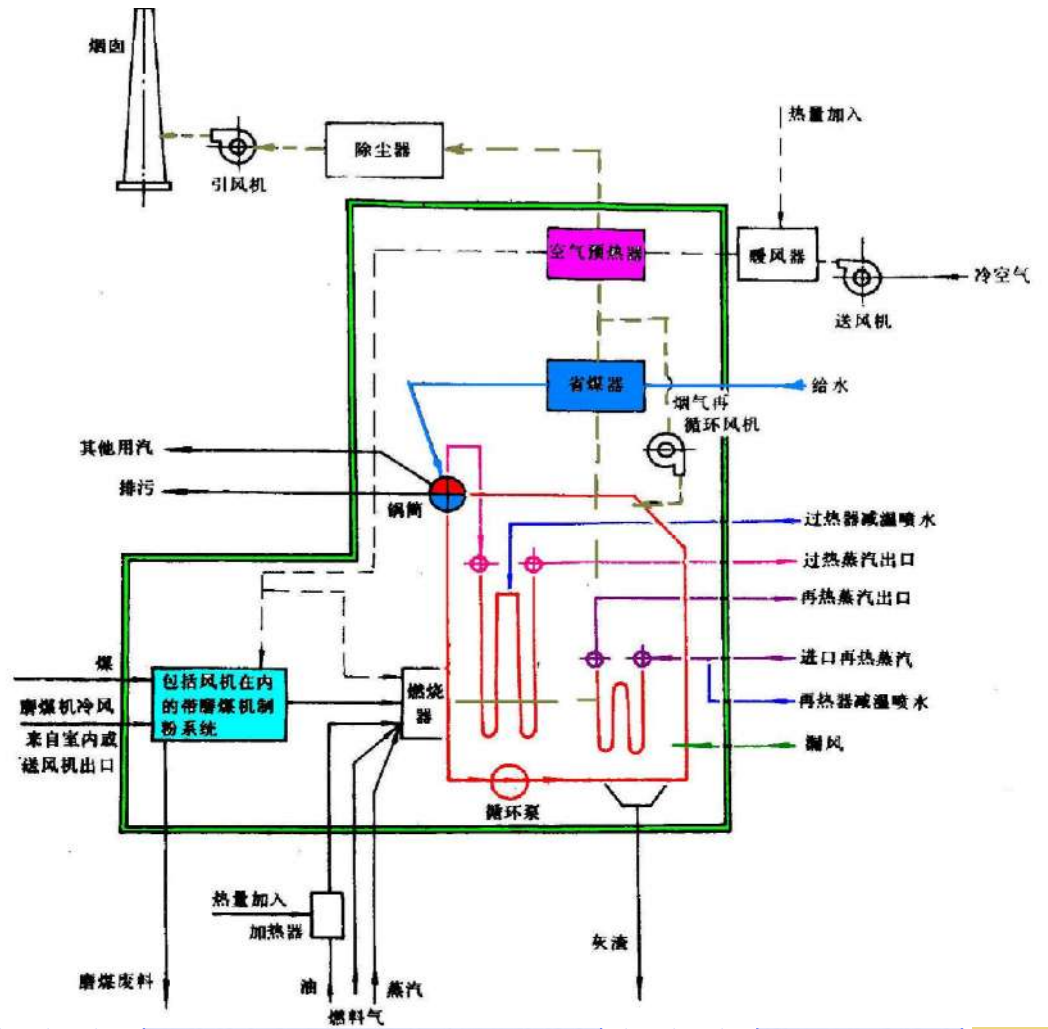 烟囱
热量加入
除尘器
引风机
空气预热器
暖风器
冷空气
送风机
省煤器
给水
烟气再
循环风机
其他用汽
排污
锅筒
过热器减温喷水
过热蒸汽出口
再热蒸汽出口
进口再热蒸汽
再热器减温喷水
漏风
煤
磨煤机冷风
来自室内或
送风机出口
包括风机在内
的带磨煤机制
粉系统
燃烧
器
循环泵
热量加入
加热器
灰渣
磨煤废料
油
燃料气
蒸汽